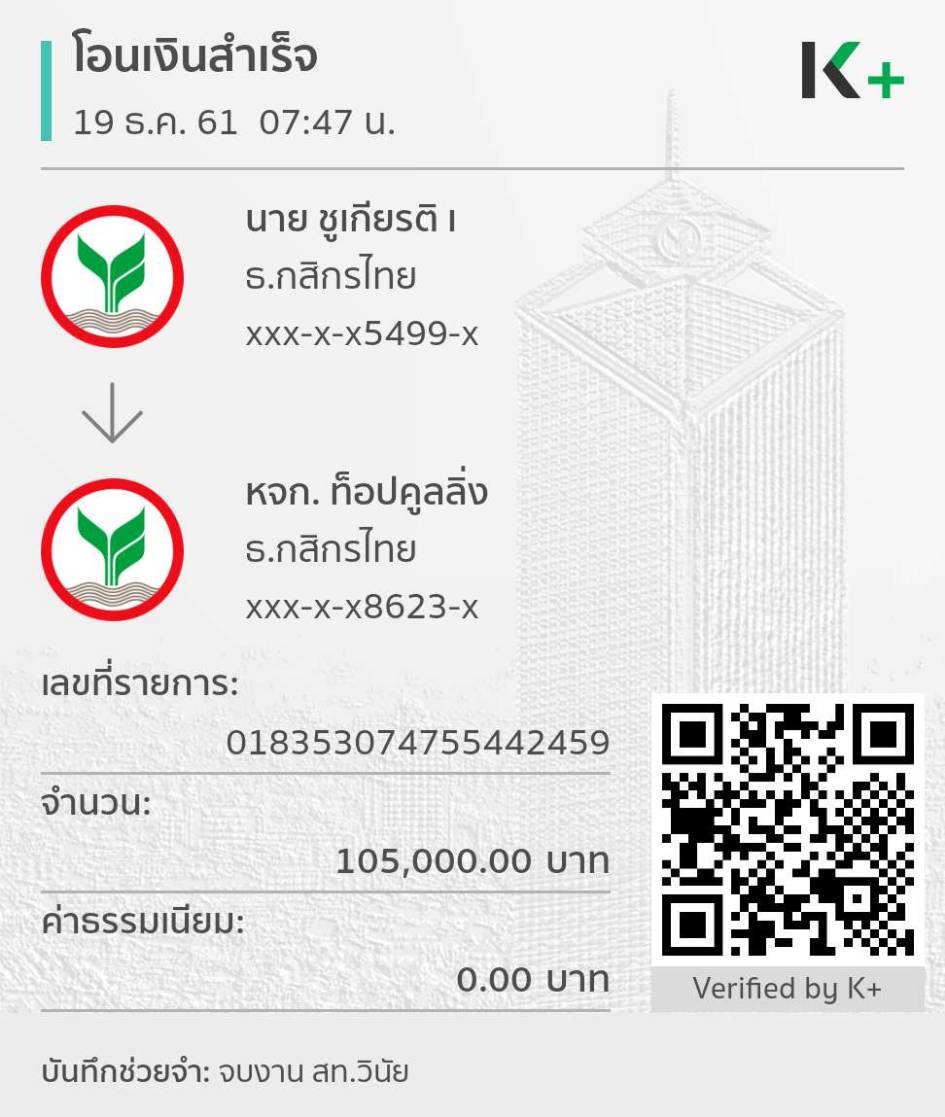 โอนเงินสำเร็จ
K+
19 ธ.ค. 61 07:47 น.
นาย ชูเกียรติ เ
ธ.กสิกรไทย
xxx-x-x5499-x
หจก. ท็อปคูลลิ่ง
ธ.กสิกรไทย
xxx-x-x8623-x
เลขที่รายการ:
018353074755442459
จำนวน:
105,000.00 บาท
ค่าธรรมเนียม:
0.00 บาท
Verified by K+
บันทึกช่วยจำ: จบงาน สท.วินัย